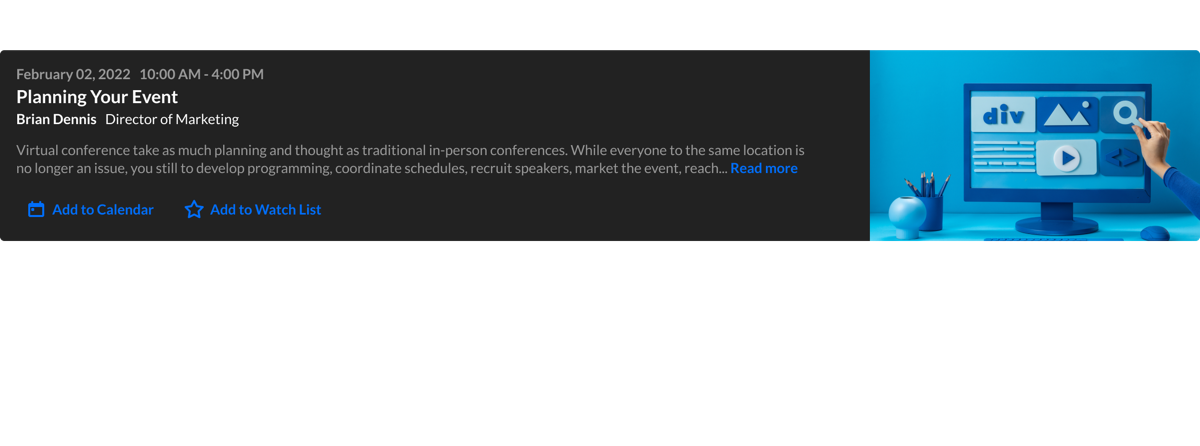 February 02, 2022 10:00 AM - 4:00 PM
Planning Your Event
Brian Dennis Director of Marketing
Virtual conference take as much planning and thought as traditional in-person conferences. While everyone to the same location is
no longer an issue, you still to develop programming, coordinate schedules, recruit speakers, market the event, reach... Read more
Add to Calendar Add to Watch List
div